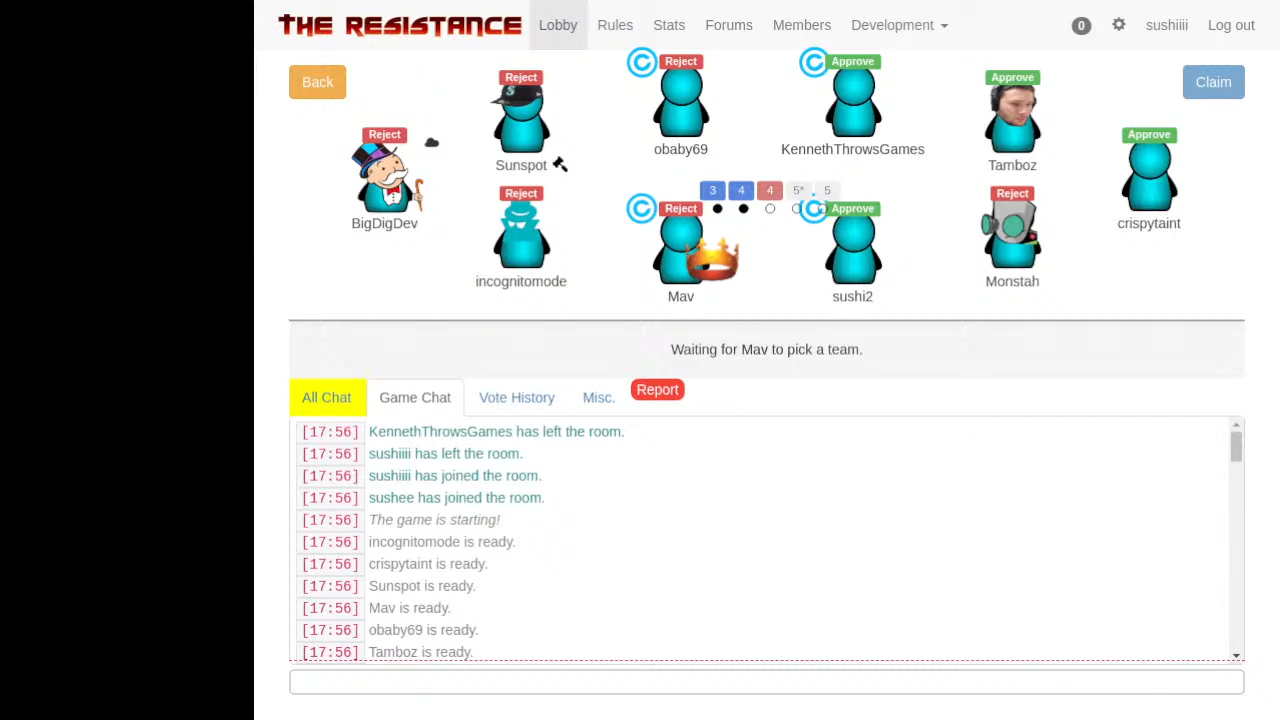 THE RESISTANCE Lobby Rules Stats Forums Members Development 0 sushiiii Log out
Back Claim
Reject Reject Reject Approve Approve Approve
BigDigDev Sunspot obaby69 KennethThrowsGames Tamboz crispytaint
3 4 4 5* 5
Reject Reject Approve Reject
incognitomode Mav sushi2 Monstah
Waiting for Mav to pick a team.
All Chat Game Chat Vote History Misc. Report
[17:56] KennethThrowsGames has left the room.
[17:56] sushiiii has left the room.
[17:56] sushiiii has joined the room.
[17:56] sushee has joined the room.
[17:56] The game is starting!
[17:56] incognitomode is ready.
[17:56] crispytaint is ready.
[17:56] Sunspot is ready.
[17:56] Mav is ready.
[17:56] obaby69 is ready.
[17:56] Tamboz is ready.